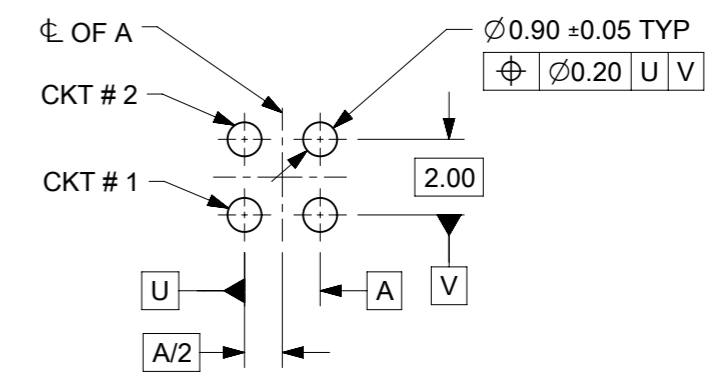 ℄ OF A
∅0.90 ±0.05 TYP
⌖ ∅0.20 U V
CKT # 2
CKT # 1
2.00
U
A
V
A/2